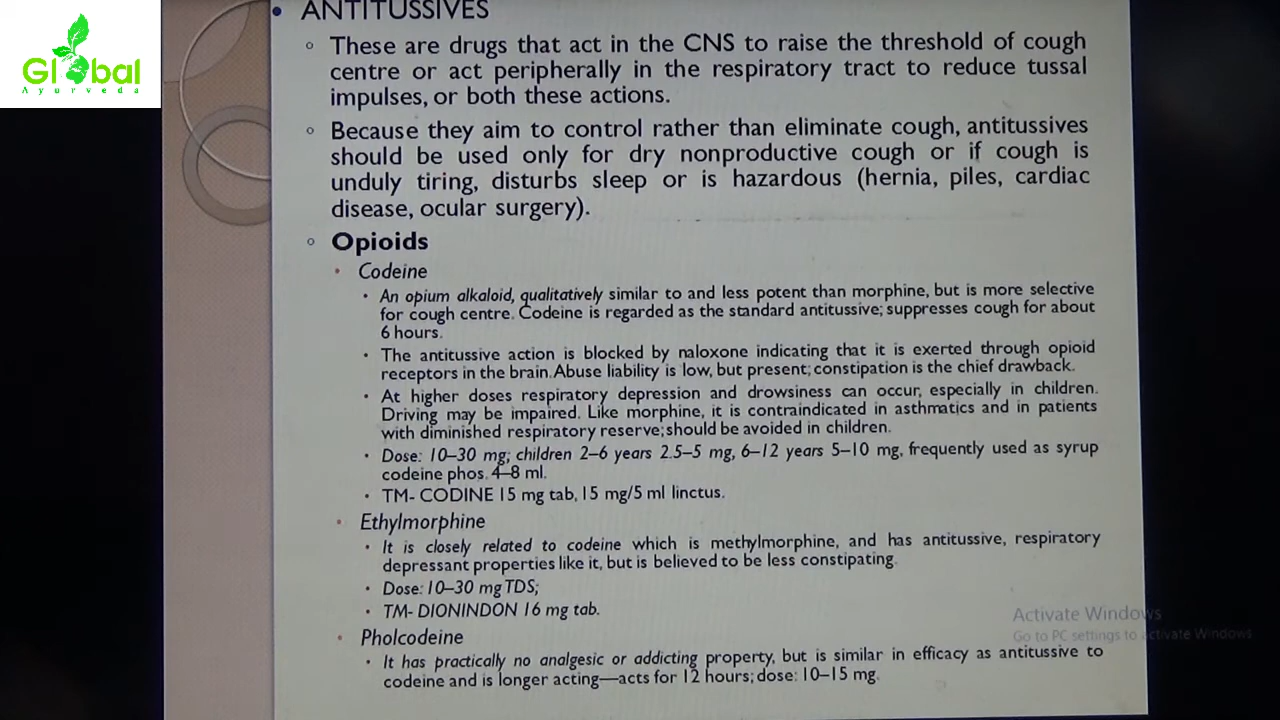 Global
Ayurveda
• ANTITUSSIVES
◦ These are drugs that act in the CNS to raise the threshold of cough
centre or act peripherally in the respiratory tract to reduce tussal
impulses, or both these actions.
◦ Because they aim to control rather than eliminate cough, antitussives
should be used only for dry nonproductive cough or if cough is
unduly tiring, disturbs sleep or is hazardous (hernia, piles, cardiac
disease, ocular surgery).
◦ Opioids
• Codeine
• An opium alkaloid, qualitatively similar to and less potent than morphine, but is more selective
for cough centre. Codeine is regarded as the standard antitussive; suppresses cough for about
6 hours.
• The antitussive action is blocked by naloxone indicating that it is exerted through opioid
receptors in the brain. Abuse liability is low, but present; constipation is the chief drawback.
• At higher doses respiratory depression and drowsiness can occur, especially in children.
Driving may be impaired. Like morphine, it is contraindicated in asthmatics and in patients
with diminished respiratory reserve; should be avoided in children.
• Dose: 10–30 mg; children 2–6 years 2.5–5 mg, 6–12 years 5–10 mg, frequently used as syrup
codeine phos. 4–8 ml.
• TM- CODINE 15 mg tab, 15 mg/5 ml linctus.
• Ethylmorphine
• It is closely related to codeine which is methylmorphine, and has antitussive, respiratory
depressant properties like it, but is believed to be less constipating.
• Dose: 10–30 mg TDS;
• TM- DIONINDON 16 mg tab.
• Pholcodeine
• It has practically no analgesic or addicting property, but is similar in efficacy as antitussive to
codeine and is longer acting—acts for 12 hours; dose: 10–15 mg.
Activate Windows
Go to PC settings to activate Windows